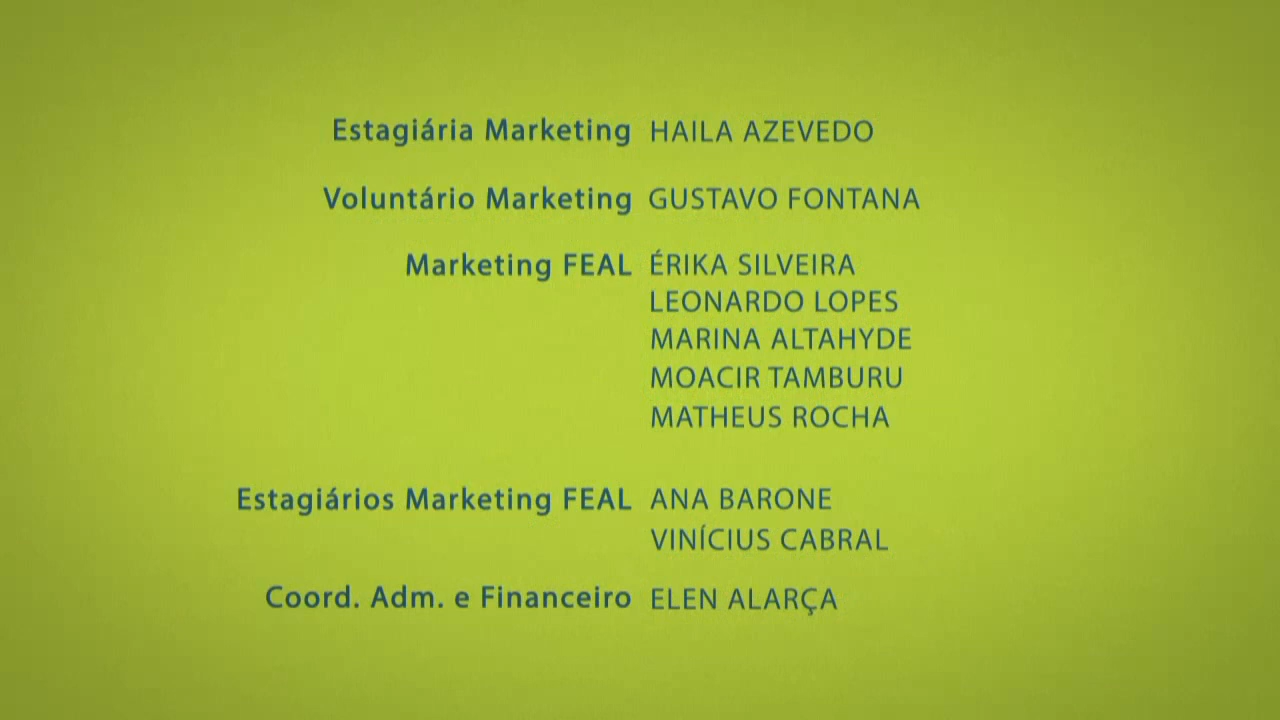 Estagiária Marketing HAILA AZEVEDO
Voluntário Marketing GUSTAVO FONTANA
Marketing FEAL ÉRIKA SILVEIRA
LEONARDO LOPES
MARINA ALTAHYDE
MOACIR TAMBURU
MATHEUS ROCHA
Estagiários Marketing FEAL ANA BARONE
VINÍCIUS CABRAL
Coord. Adm. e Financeiro ELEN ALARÇA